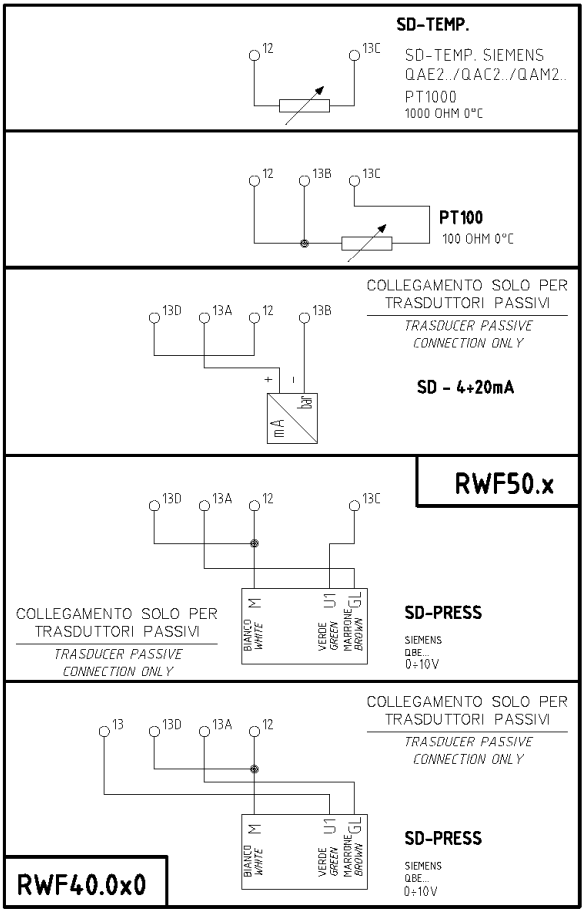 SD-TEMP.
12
13C
SD-TEMP. SIEMENS
QAE2../QAC2../QAM2..
PT1000
1000 OHM 0°C
12
13B
13C
PT100
100 OHM 0°C
COLLEGAMENTO SOLO PER
TRASDUTTORI PASSIVI
TRASDUCER PASSIVE
CONNECTION ONLY
13D
13A
12
13B
+
-
mA
bar
SD - 4÷20mA
RWF50.x
13D
13A
12
13C
M
U1
GL
BIANCO
WHITE
VERDE
GREEN
MARRONE
BROWN
COLLEGAMENTO SOLO PER
TRASDUTTORI PASSIVI
TRASDUCER PASSIVE
CONNECTION ONLY
SD-PRESS
SIEMENS
QBE...
0÷10V
COLLEGAMENTO SOLO PER
TRASDUTTORI PASSIVI
TRASDUCER PASSIVE
CONNECTION ONLY
13
13D
13A
12
M
U1
GL
BIANCO
WHITE
VERDE
GREEN
MARRONE
BROWN
SD-PRESS
SIEMENS
QBE...
0÷10V
RWF40.0x0